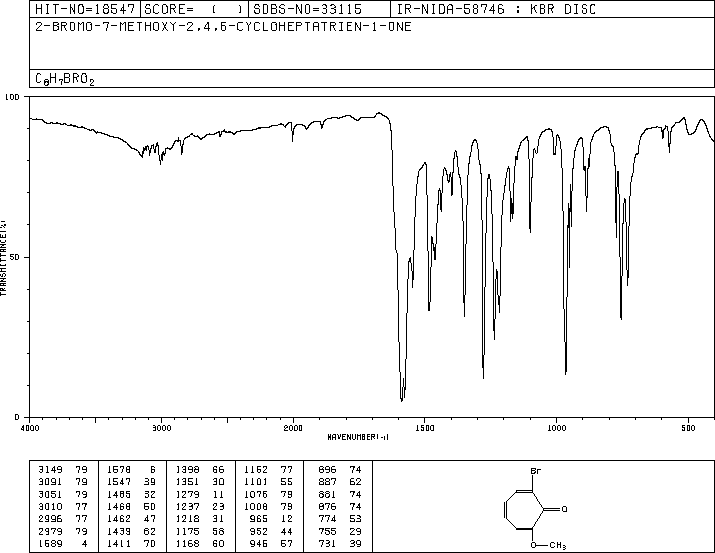 HIT-NO=18547 SCORE= ( ) SDBS-NO=33115 IR-NIDA-58746 : KBR DISC
2-BROMO-7-METHOXY-2,4,6-CYCLOHEPTATRIEN-1-ONE
C8H7BRO2
100
50
0
TRANSMITTANCE(%)
4000 3000 2000 1500 1000 500
WAVENUMBER(-1)
3149 79 1578 6 1398 66 1162 77 896 74
3091 79 1547 39 1351 30 1101 55 887 62
3051 79 1485 32 1279 11 1076 79 881 74
3010 77 1468 60 1237 23 1008 79 876 74
2996 77 1462 47 1218 31 965 12 774 53
2979 79 1439 62 1175 58 952 44 755 29
1589 4 1411 70 1168 60 946 57 731 39
Br
O
O—CH3